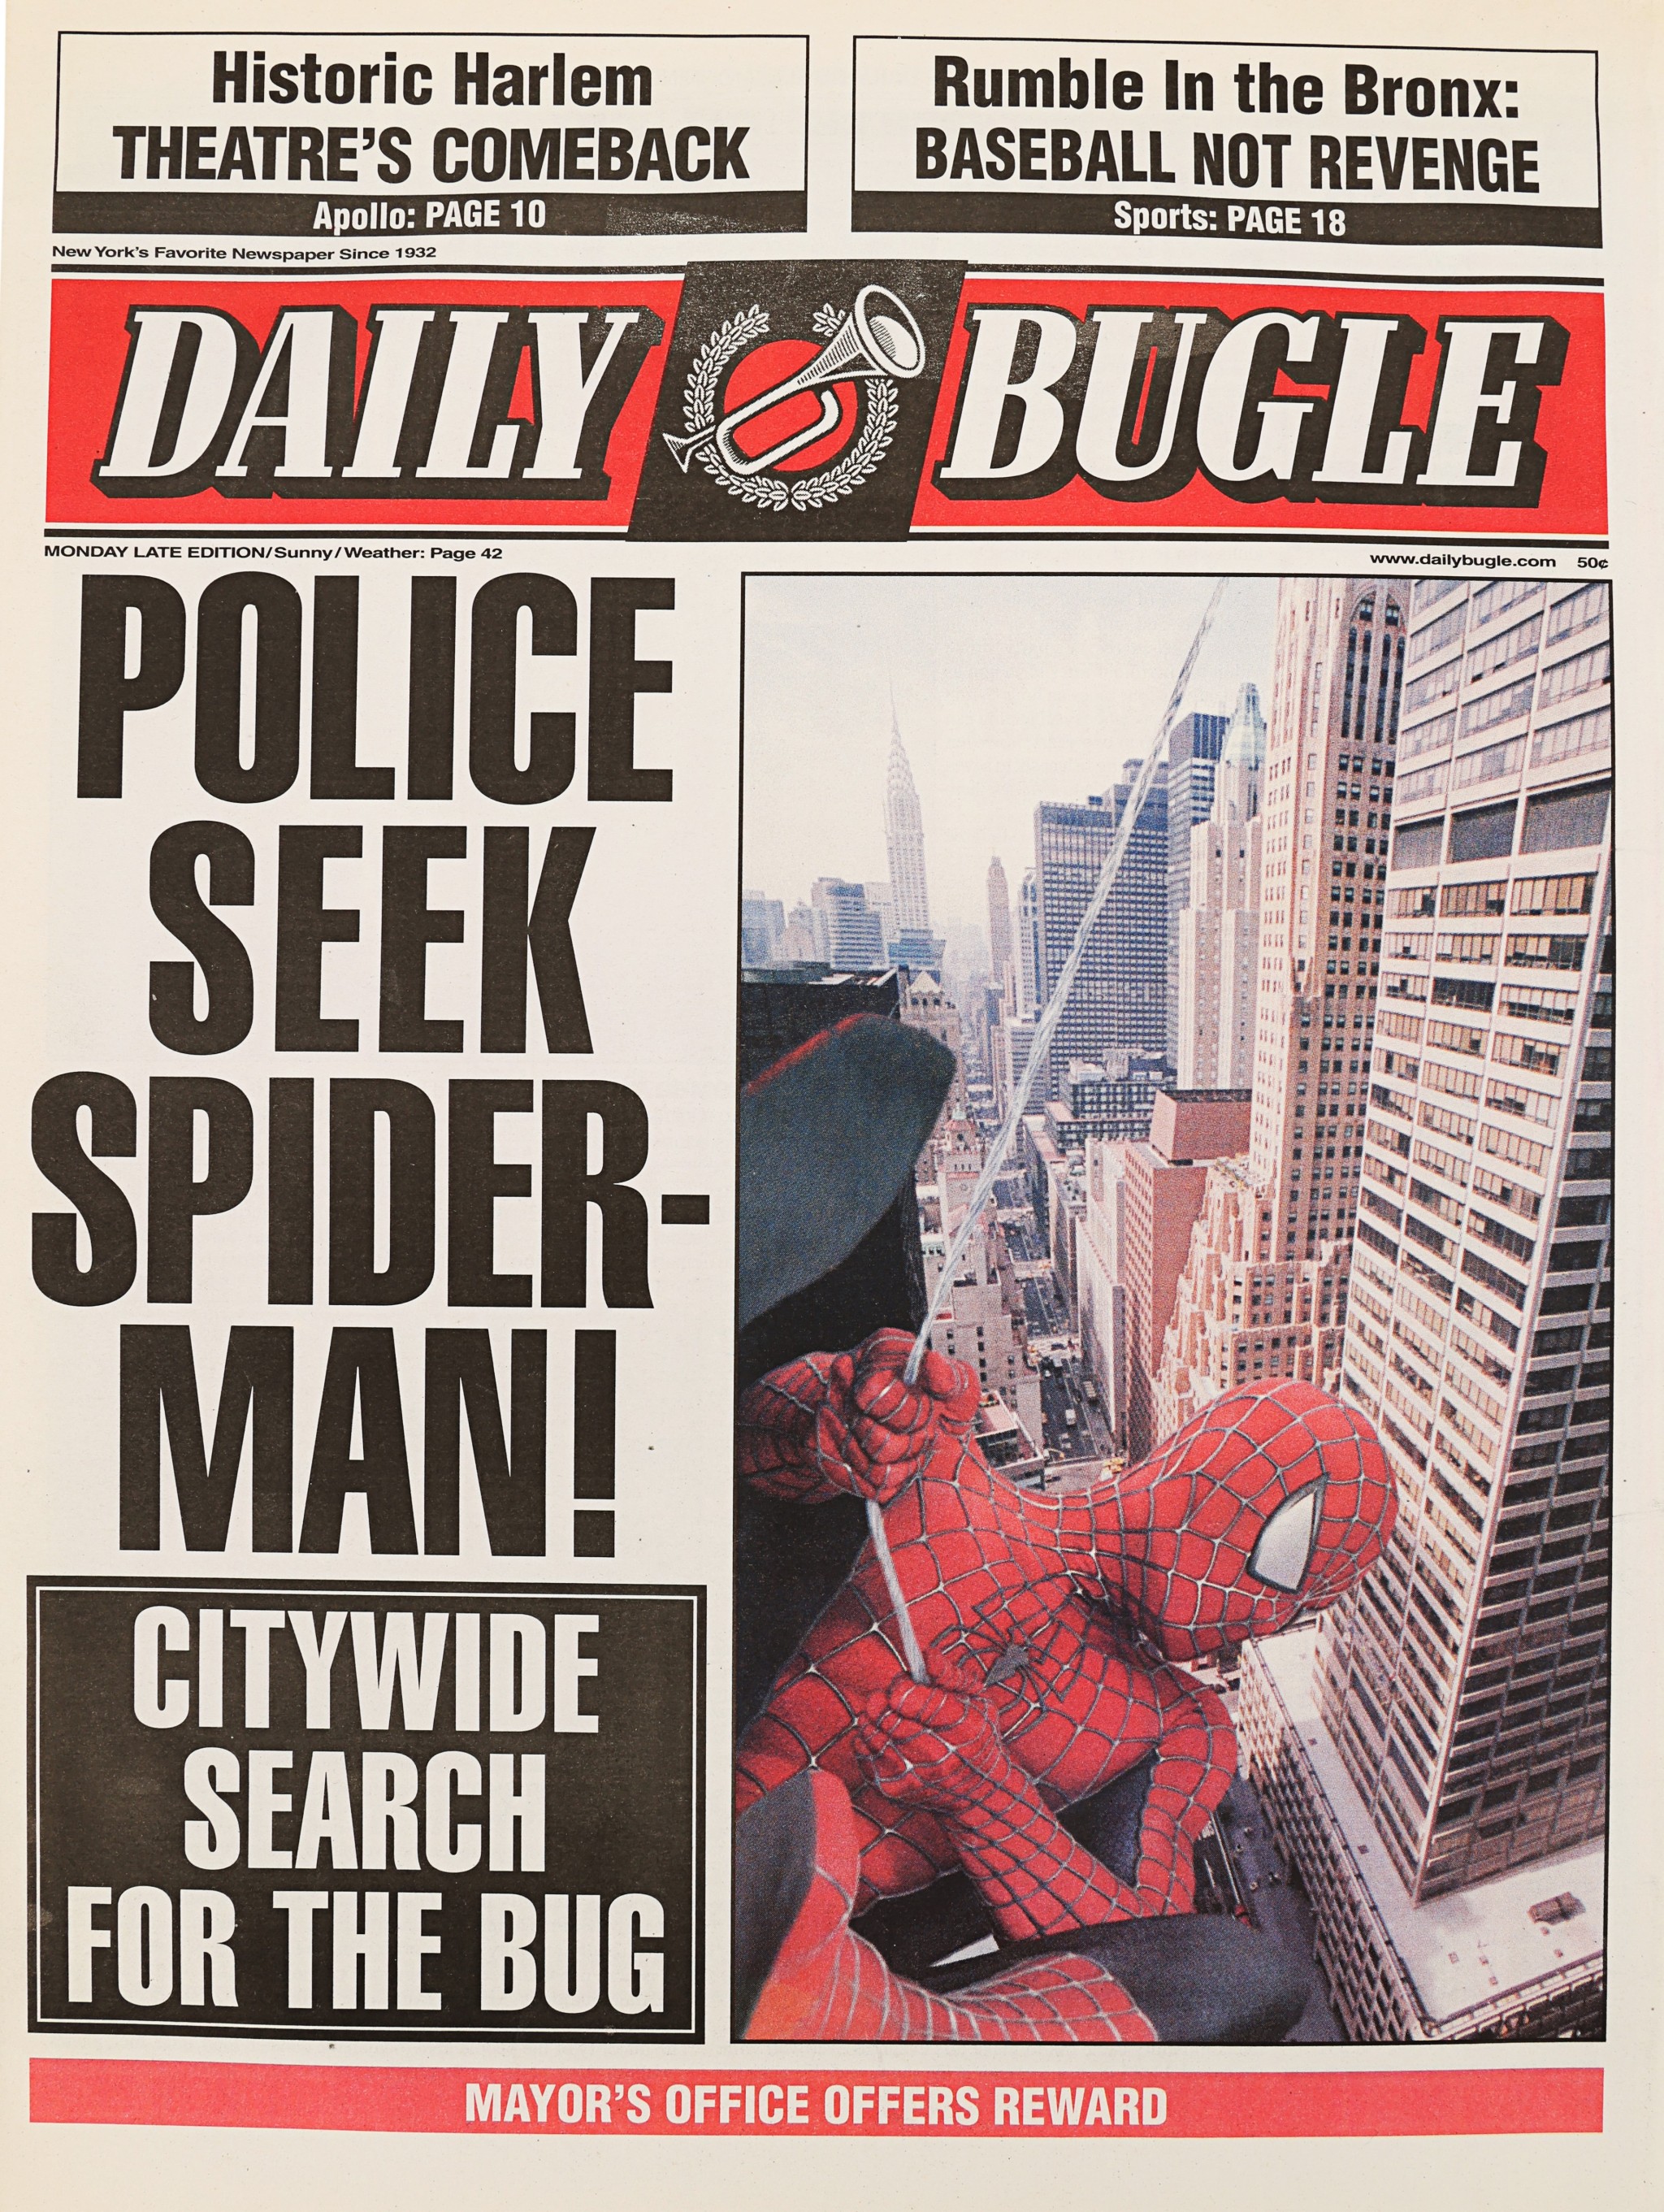 Historic Harlem
THEATRE'S COMEBACK
Apollo: PAGE 10
Rumble In the Bronx:
BASEBALL NOT REVENGE
Sports: PAGE 18
New York's Favorite Newspaper Since 1932
DAILY BUGLE
MONDAY LATE EDITION/Sunny/Weather: Page 42
www.dailybugle.com 50¢
POLICE
SEEK
SPIDER-
MAN!
CITYWIDE
SEARCH
FOR THE BUG
MAYOR'S OFFICE OFFERS REWARD